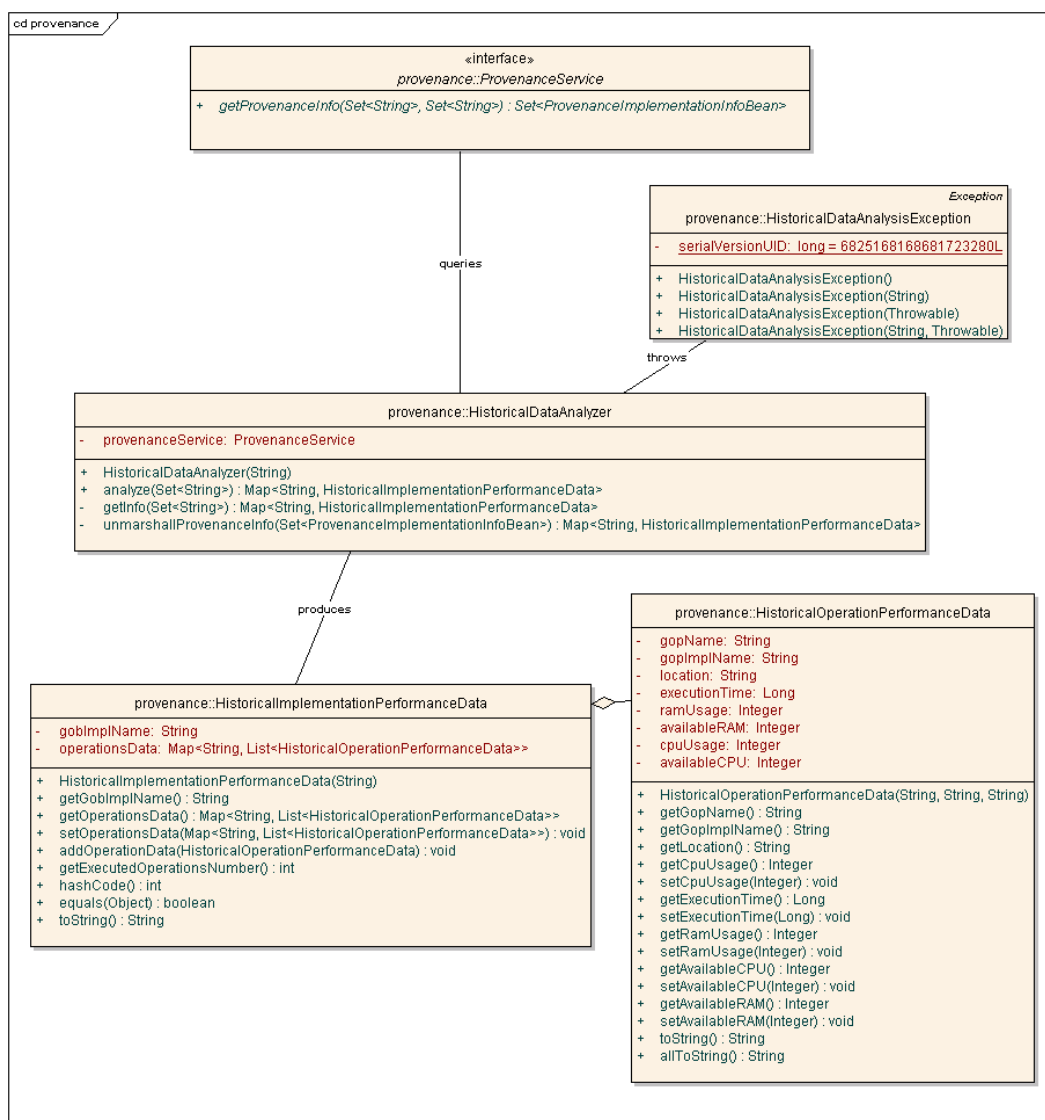 cd provenance
«interface»
provenance::ProvenanceService
+ getProvenanceInfo(Set<String>, Set<String>) : Set<ProvenanceImplementationInfoBean>
Exception
provenance::HistoricalDataAnalysisException
- serialVersionUID: long = 6825168168681723280L
+ HistoricalDataAnalysisException()
+ HistoricalDataAnalysisException(String)
+ HistoricalDataAnalysisException(Throwable)
+ HistoricalDataAnalysisException(String, Throwable)
queries
throws
provenance::HistoricalDataAnalyzer
- provenanceService: ProvenanceService
+ HistoricalDataAnalyzer(String)
+ analyze(Set<String>) : Map<String, HistoricalImplementationPerformanceData>
- getInfo(Set<String>) : Map<String, HistoricalImplementationPerformanceData>
- unmarshallProvenanceInfo(Set<ProvenanceImplementationInfoBean>) : Map<String, HistoricalImplementationPerformanceData>
produces
provenance::HistoricalImplementationPerformanceData
- gobImplName: String
- operationsData: Map<String, List<HistoricalOperationPerformanceData>>
+ HistoricalImplementationPerformanceData(String)
+ getGobImplName() : String
+ getOperationsData() : Map<String, List<HistoricalOperationPerformanceData>>
+ setOperationsData(Map<String, List<HistoricalOperationPerformanceData>>) : void
+ addOperationData(HistoricalOperationPerformanceData) : void
+ getExecutedOperationsNumber() : int
+ hashCode() : int
+ equals(Object) : boolean
+ toString() : String
provenance::HistoricalOperationPerformanceData
- gopName: String
- gopImplName: String
- location: String
- executionTime: Long
- ramUsage: Integer
- availableRAM: Integer
- cpuUsage: Integer
- availableCPU: Integer
+ HistoricalOperationPerformanceData(String, String, String)
+ getGopName() : String
+ getGopImplName() : String
+ getLocation() : String
+ getCpuUsage() : Integer
+ setCpuUsage(Integer) : void
+ getExecutionTime() : Long
+ setExecutionTime(Long) : void
+ getRamUsage() : Integer
+ setRamUsage(Integer) : void
+ getAvailableCPU() : Integer
+ setAvailableCPU(Integer) : void
+ getAvailableRAM() : Integer
+ setAvailableRAM(Integer) : void
+ toString() : String
+ allToString() : String